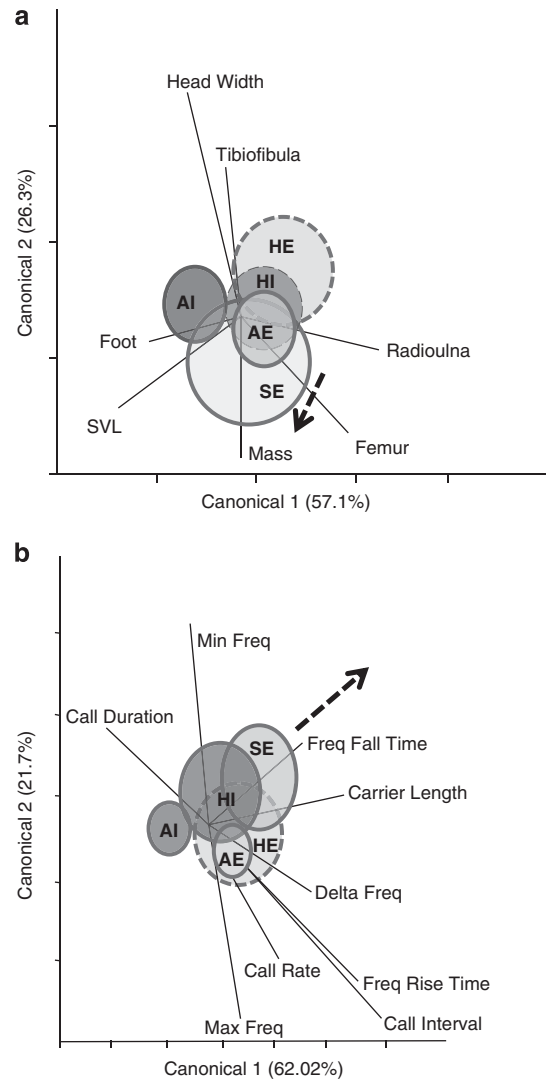 a
Head Width
Tibiofibula
HE
HI
AI
AE
Foot
Radioulna
SE
SVL
Mass
Femur
Canonical 2 (26.3%)
Canonical 1 (57.1%)
b
Min Freq
Call Duration
SE
Freq Fall Time
HI
Carrier Length
AI
HE
AE
Delta Freq
Call Rate
Freq Rise Time
Call Interval
Max Freq
Canonical 2 (21.7%)
Canonical 1 (62.02%)